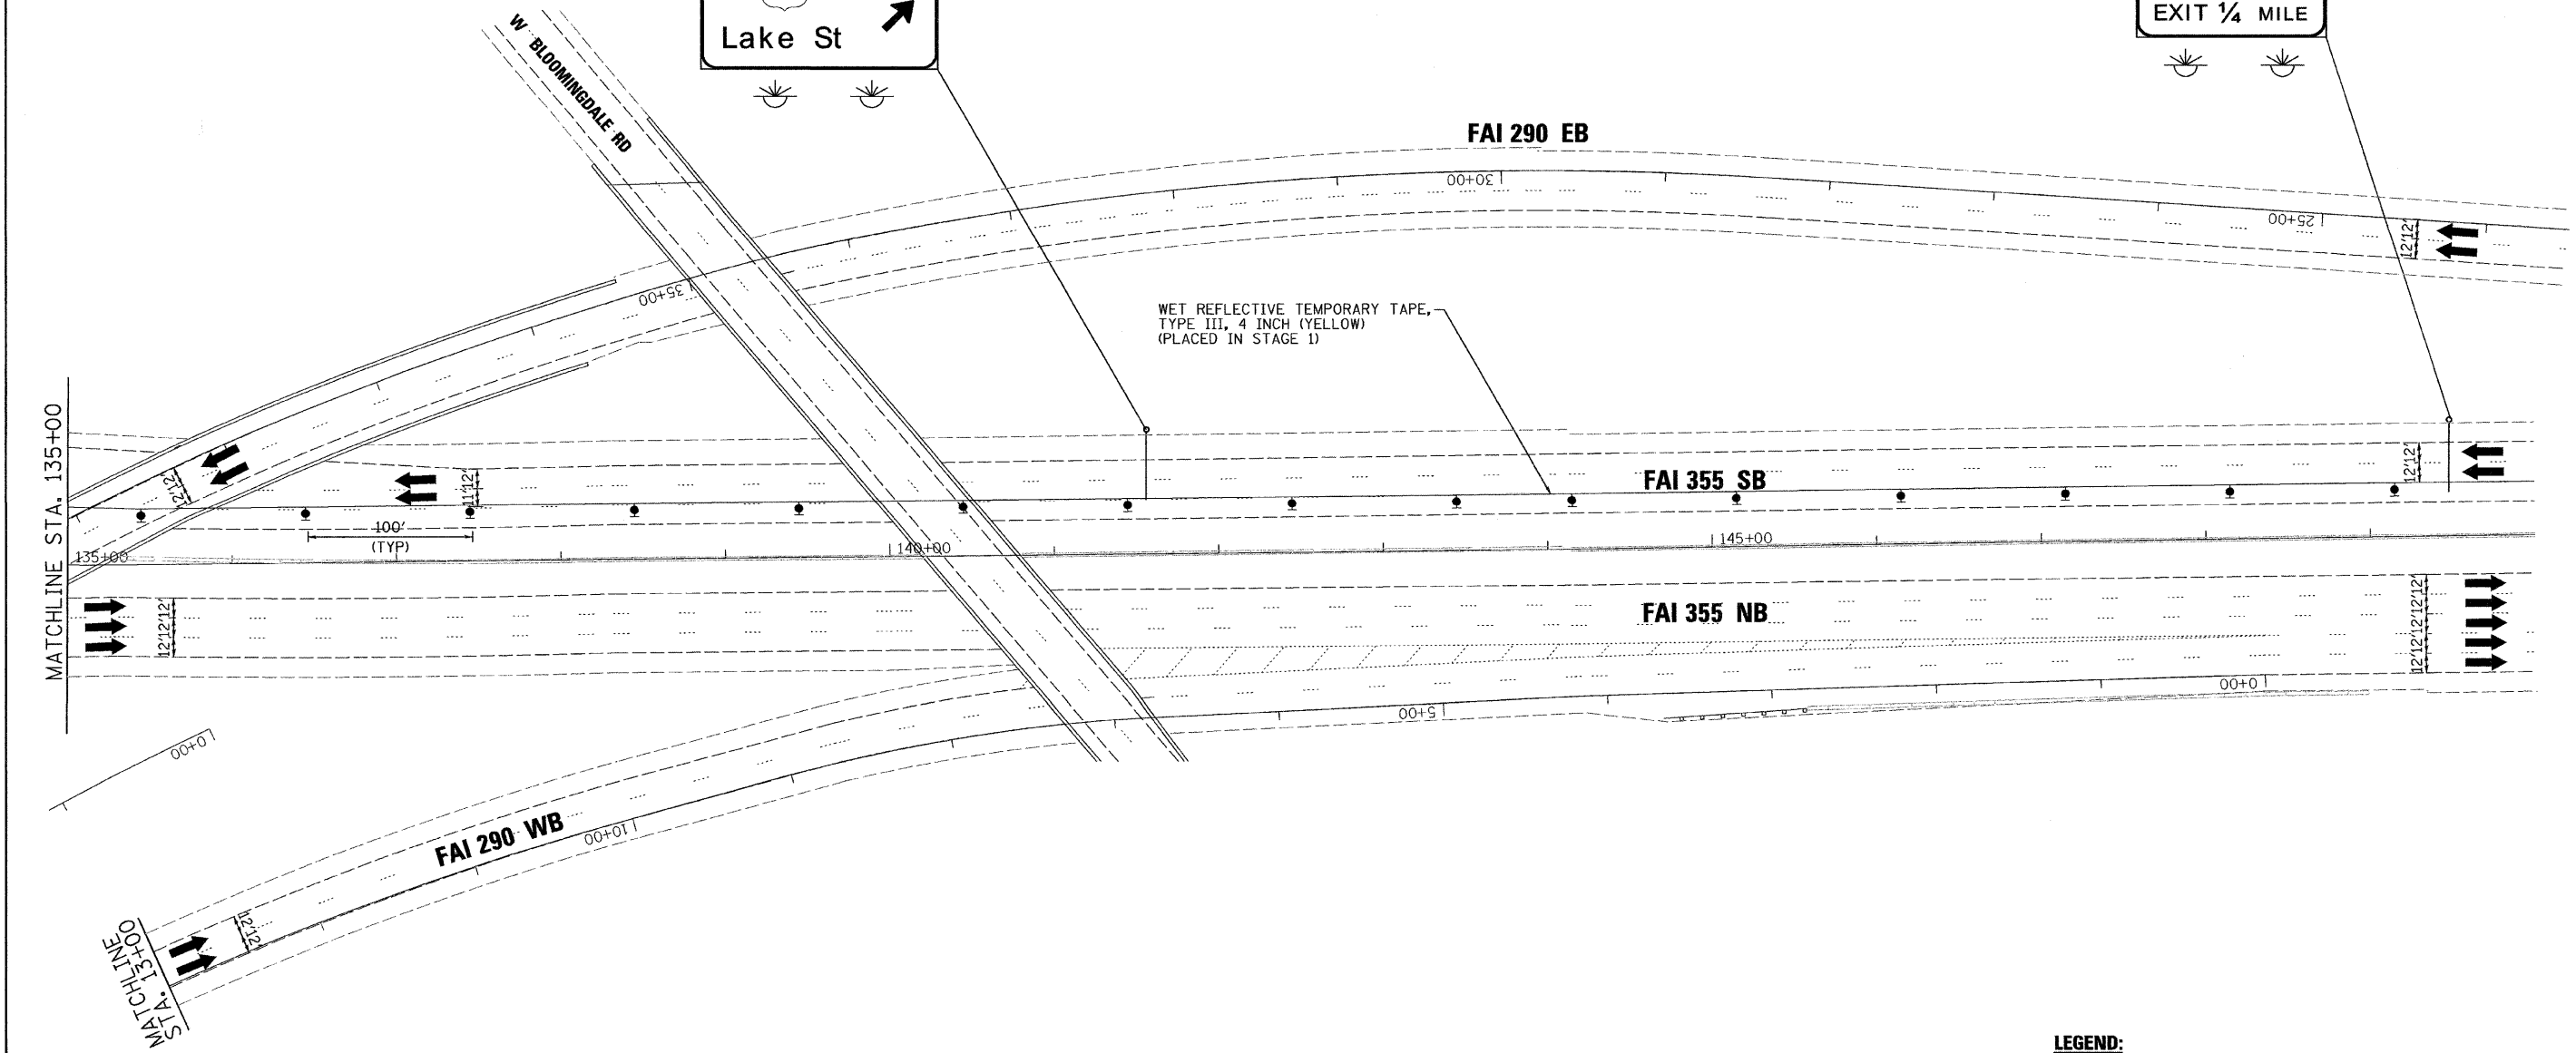 Lake St
EXIT 1/4 MILE
W BLOOMINGDALE RD
FAI 290 EB
30+00
25+00
12'12'
35+00
WET REFLECTIVE TEMPORARY TAPE,
TYPE III, 4 INCH (YELLOW)
(PLACED IN STAGE 1)
MATCHLINE STA. 135+00
12'12'
11'12'
12'12'
FAI 355 SB
100'
(TYP)
135+00
140+00
145+00
12'12'12'
FAI 355 NB
12'12'12'12'12'
0+00
5+00
0+00
FAI 290 WB
10+00
12'12'
MATCHLINE
STA. 13+00
LEGEND: